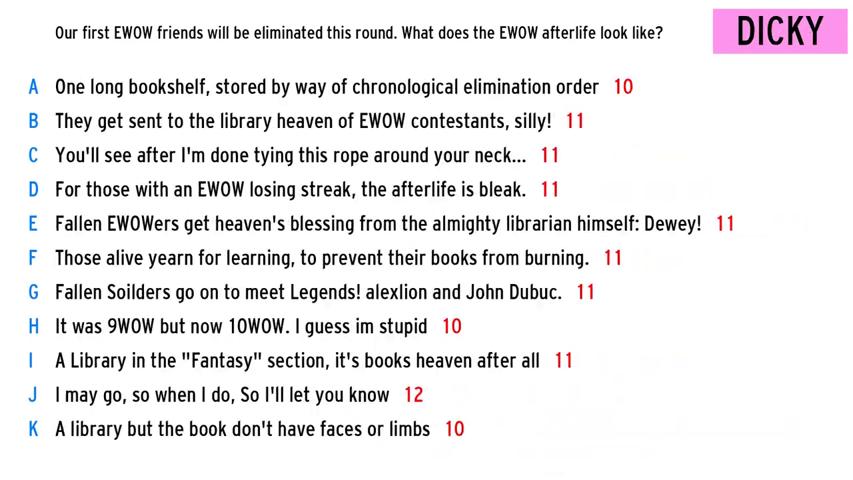 Our first EWOW friends will be eliminated this round. What does the EWOW afterlife look like?
DICKY
A One long bookshelf, stored by way of chronological elimination order 10
B They get sent to the library heaven of EWOW contestants, silly! 11
C You'll see after I'm done tying this rope around your neck... 11
D For those with an EWOW losing streak, the afterlife is bleak. 11
E Fallen EWOWers get heaven's blessing from the almighty librarian himself: Dewey! 11
F Those alive yearn for learning, to prevent their books from burning. 11
G Fallen Soilders go on to meet Legends! alexlion and John Dubuc. 11
H It was 9WOW but now 10WOW. I guess im stupid 10
I A Library in the "Fantasy" section, it's books heaven after all 11
J I may go, so when I do, So I'll let you know 12
K A library but the book don't have faces or limbs 10